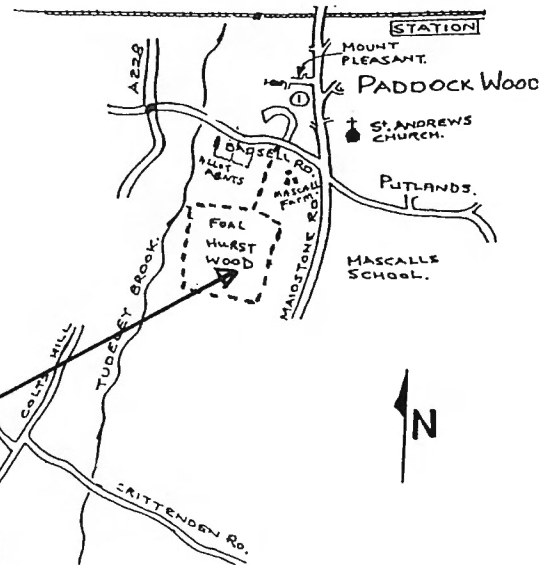 STATION
MOUNT
PLEASANT.
PADDOCK WOOD
A228
1
St. ANDREWS
CHURCH.
BADSELL RD.
ALLOT
MENTS
MASCALL
FARM
PUTLANDS.
FOAL
HURST
WOOD
MAIDSTONE RD.
MASCALLS
SCHOOL.
TUDELEY BROOK.
COLTS HILL
N
CRITTENDEN RD.